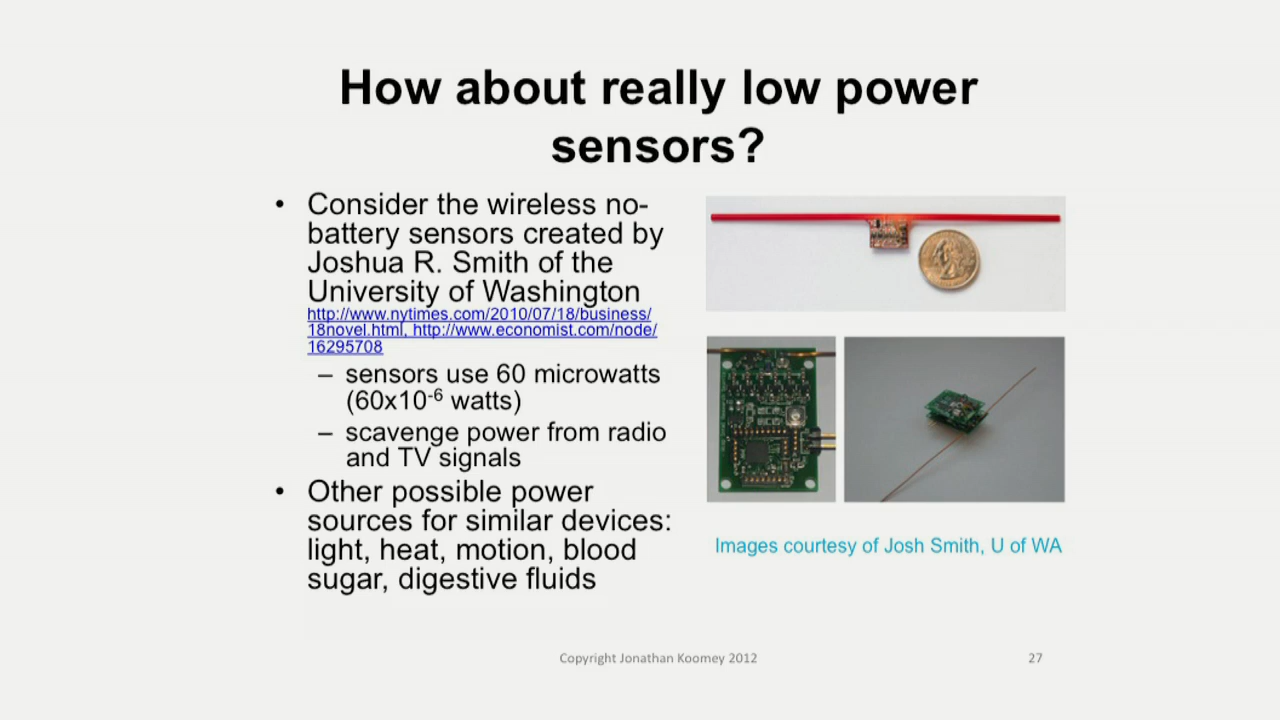 How about really low power
sensors?
• Consider the wireless no-
battery sensors created by
Joshua R. Smith of the
University of Washington
http://www.nytimes.com/2010/07/18/business/
18novel.html, http://www.economist.com/node/
16295708
– sensors use 60 microwatts
(60x10⁻⁶ watts)
– scavenge power from radio
and TV signals
• Other possible power
sources for similar devices:
light, heat, motion, blood
sugar, digestive fluids
Images courtesy of Josh Smith, U of WA
Copyright Jonathan Koomey 2012
27